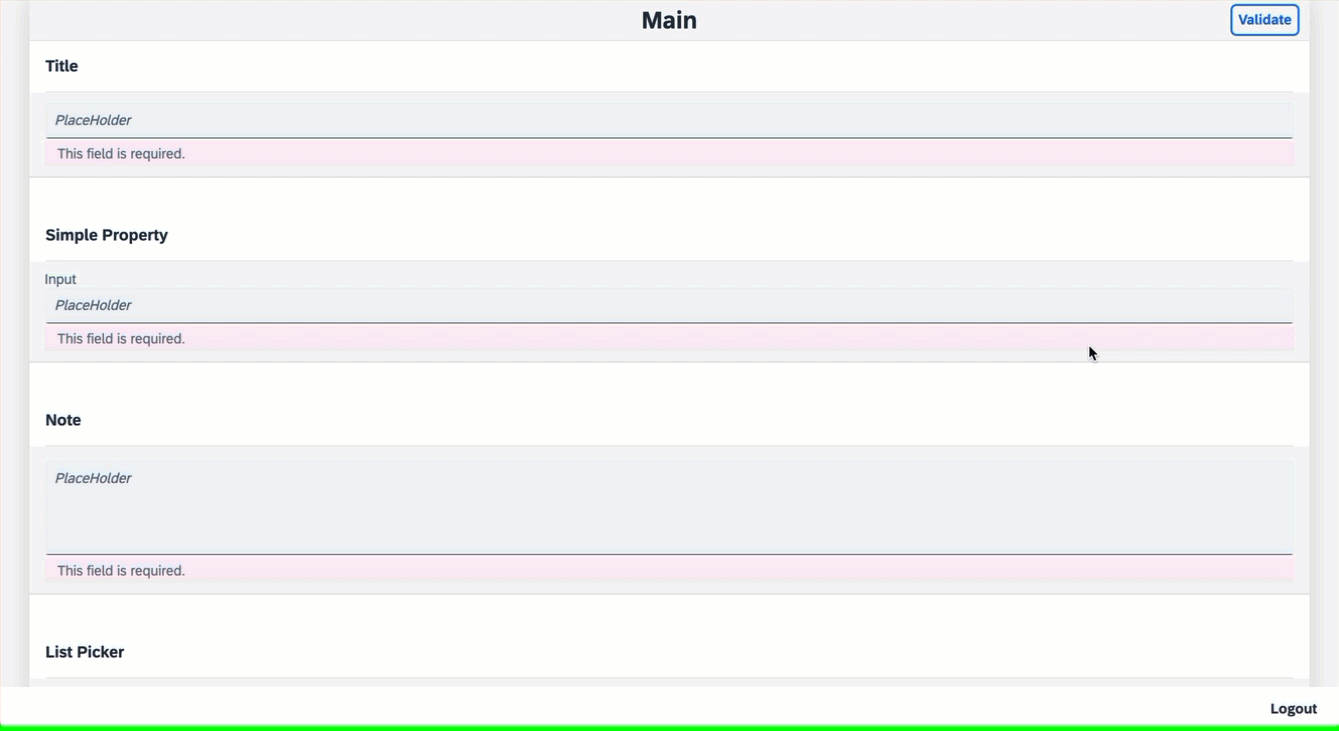 Main
Validate
Title
PlaceHolder
This field is required.
Simple Property
Input
PlaceHolder
This field is required.
Note
PlaceHolder
This field is required.
List Picker
Logout